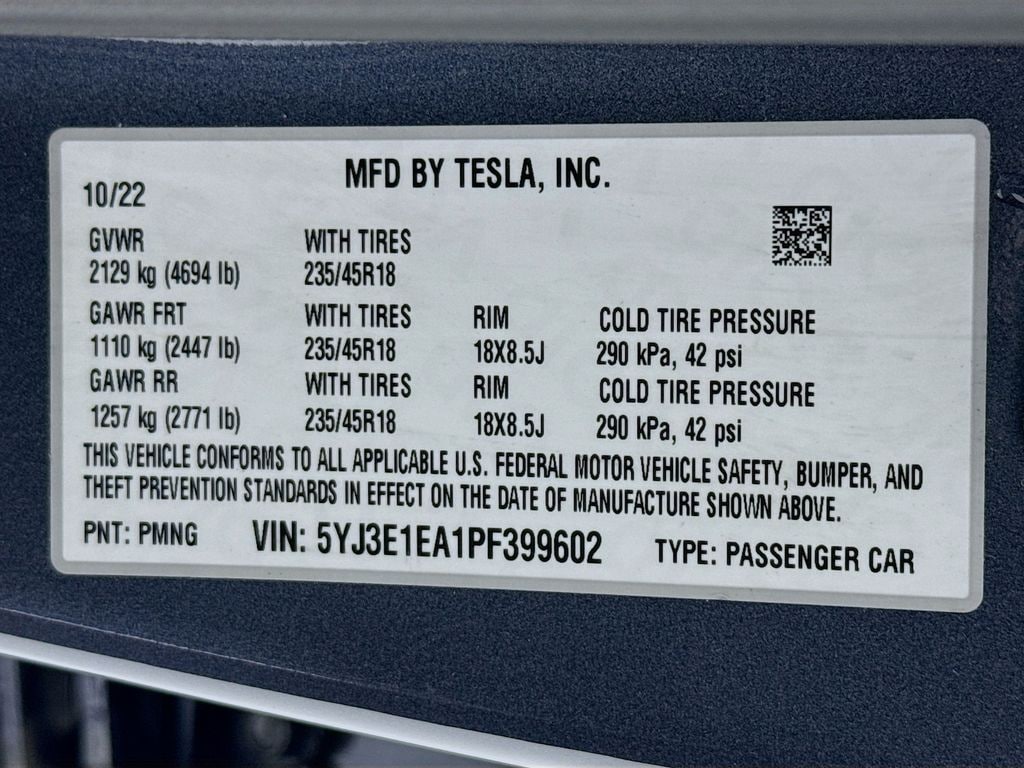 MFD BY TESLA, INC.
10/22
GVWR WITH TIRES
2129 kg (4694 lb) 235/45R18
GAWR FRT WITH TIRES RIM COLD TIRE PRESSURE
1110 kg (2447 lb) 235/45R18 18X8.5J 290 kPa, 42 psi
GAWR RR WITH TIRES RIM COLD TIRE PRESSURE
1257 kg (2771 lb) 235/45R18 18X8.5J 290 kPa, 42 psi
THIS VEHICLE CONFORMS TO ALL APPLICABLE U.S. FEDERAL MOTOR VEHICLE SAFETY, BUMPER, AND
THEFT PREVENTION STANDARDS IN EFFECT ON THE DATE OF MANUFACTURE SHOWN ABOVE.
PNT: PMNG VIN: 5YJ3E1EA1PF399602 TYPE: PASSENGER CAR